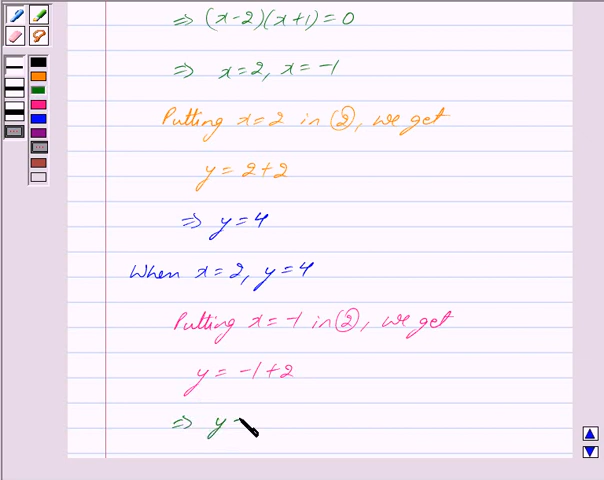 ⇒ (x-2)(x+1)=0
⇒ x=2, x=-1
Putting x=2 in ②, we get
y = 2+2
⇒ y=4
When x=2, y=4
Putting x=-1 in ②, we get
y = -1+2
⇒ y